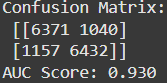 Confusion Matrix:
[[6371 1040]
[1157 6432]]
AUC Score: 0.930